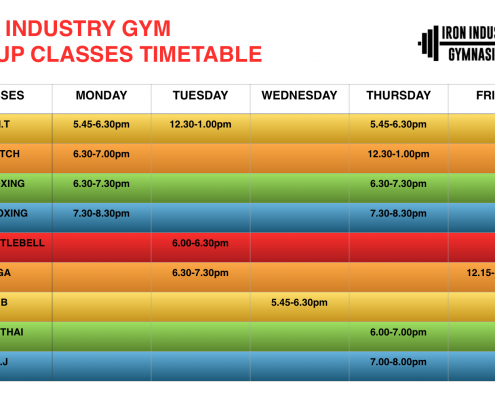 INDUSTRY GYM
UP CLASSES TIMETABLE
IRON INDUS
GYMNASI
SES MONDAY TUESDAY WEDNESDAY THURSDAY FRI
.T 5.45-6.30pm 12.30-1.00pm 5.45-6.30pm
TCH 6.30-7.00pm 12.30-1.00pm
XING 6.30-7.30pm 6.30-7.30pm
OXING 7.30-8.30pm 7.30-8.30pm
TLEBELL 6.00-6.30pm
GA 6.30-7.30pm 12.15-
B 5.45-6.30pm
THAI 6.00-7.00pm
.J 7.00-8.00pm